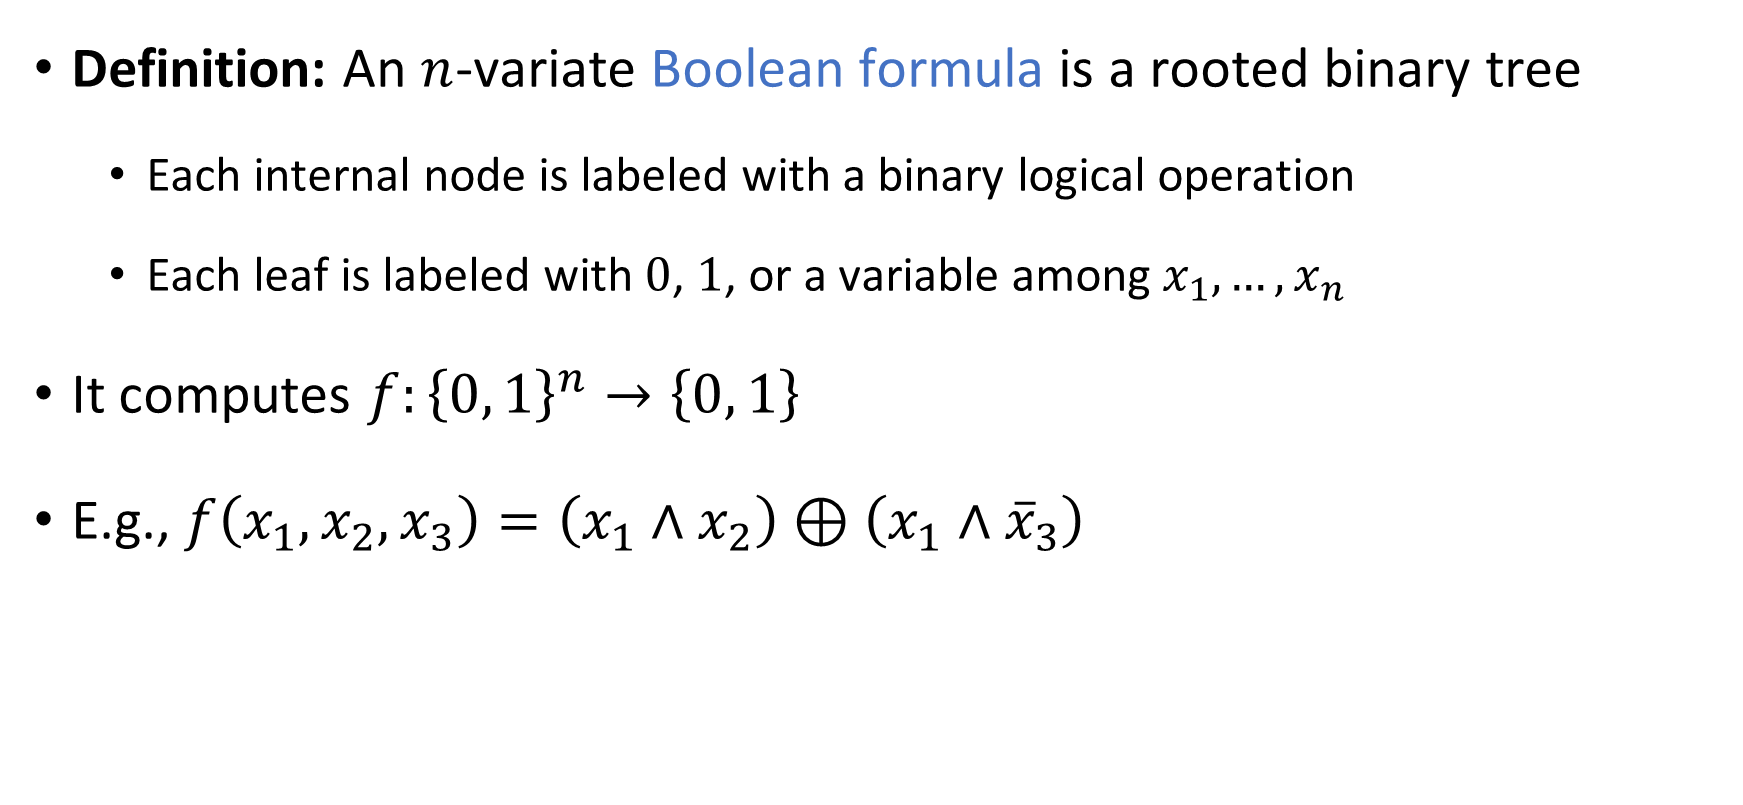 • Definition: An 𝑛-variate Boolean formula is a rooted binary tree
• Each internal node is labeled with a binary logical operation
• Each leaf is labeled with 0, 1, or a variable among 𝑥₁, … , 𝑥ₙ
• It computes 𝑓: {0, 1}ⁿ → {0, 1}
• E.g., 𝑓(𝑥₁, 𝑥₂, 𝑥₃) = (𝑥₁ ∧ 𝑥₂) ⊕ (𝑥₁ ∧ 𝑥̄₃)